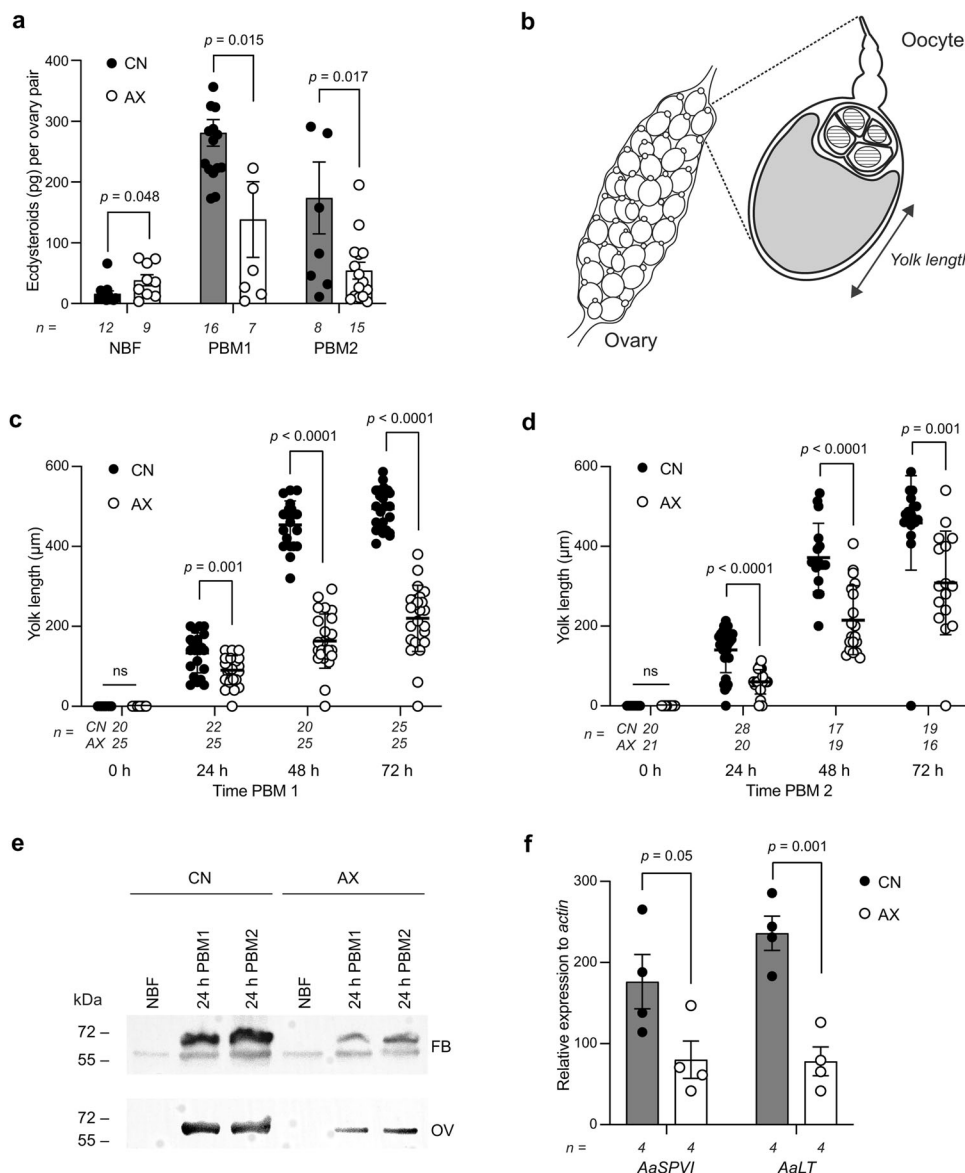 a
p = 0.015
CN
AX
p = 0.017
p = 0.048
Ecdysteroids (pg) per ovary pair
400
300
200
100
0
n = 12 9 16 7 8 15
NBF PBM1 PBM2
b
Oocyte
Yolk length
Ovary
c
p < 0.0001
p < 0.0001
CN
AX
p = 0.001
ns
Yolk length (µm)
600
400
200
0
n =
CN 20 22 20 25
AX 25 25 25 25
0 h 24 h 48 h 72 h
Time PBM 1
d
p = 0.001
p < 0.0001
CN
AX
p < 0.0001
ns
Yolk length (µm)
600
400
200
0
n =
CN 20 28 17 19
AX 21 20 19 16
0 h 24 h 48 h 72 h
Time PBM 2
e
CN AX
NBF
24 h PBM1
24 h PBM2
NBF
24 h PBM1
24 h PBM2
kDa
72 –
55 –
FB
72 –
55 –
OV
f
p = 0.05
p = 0.001
CN
AX
Relative expression to actin
300
200
100
0
n = 4 4 4 4
AaSPVI AaLT